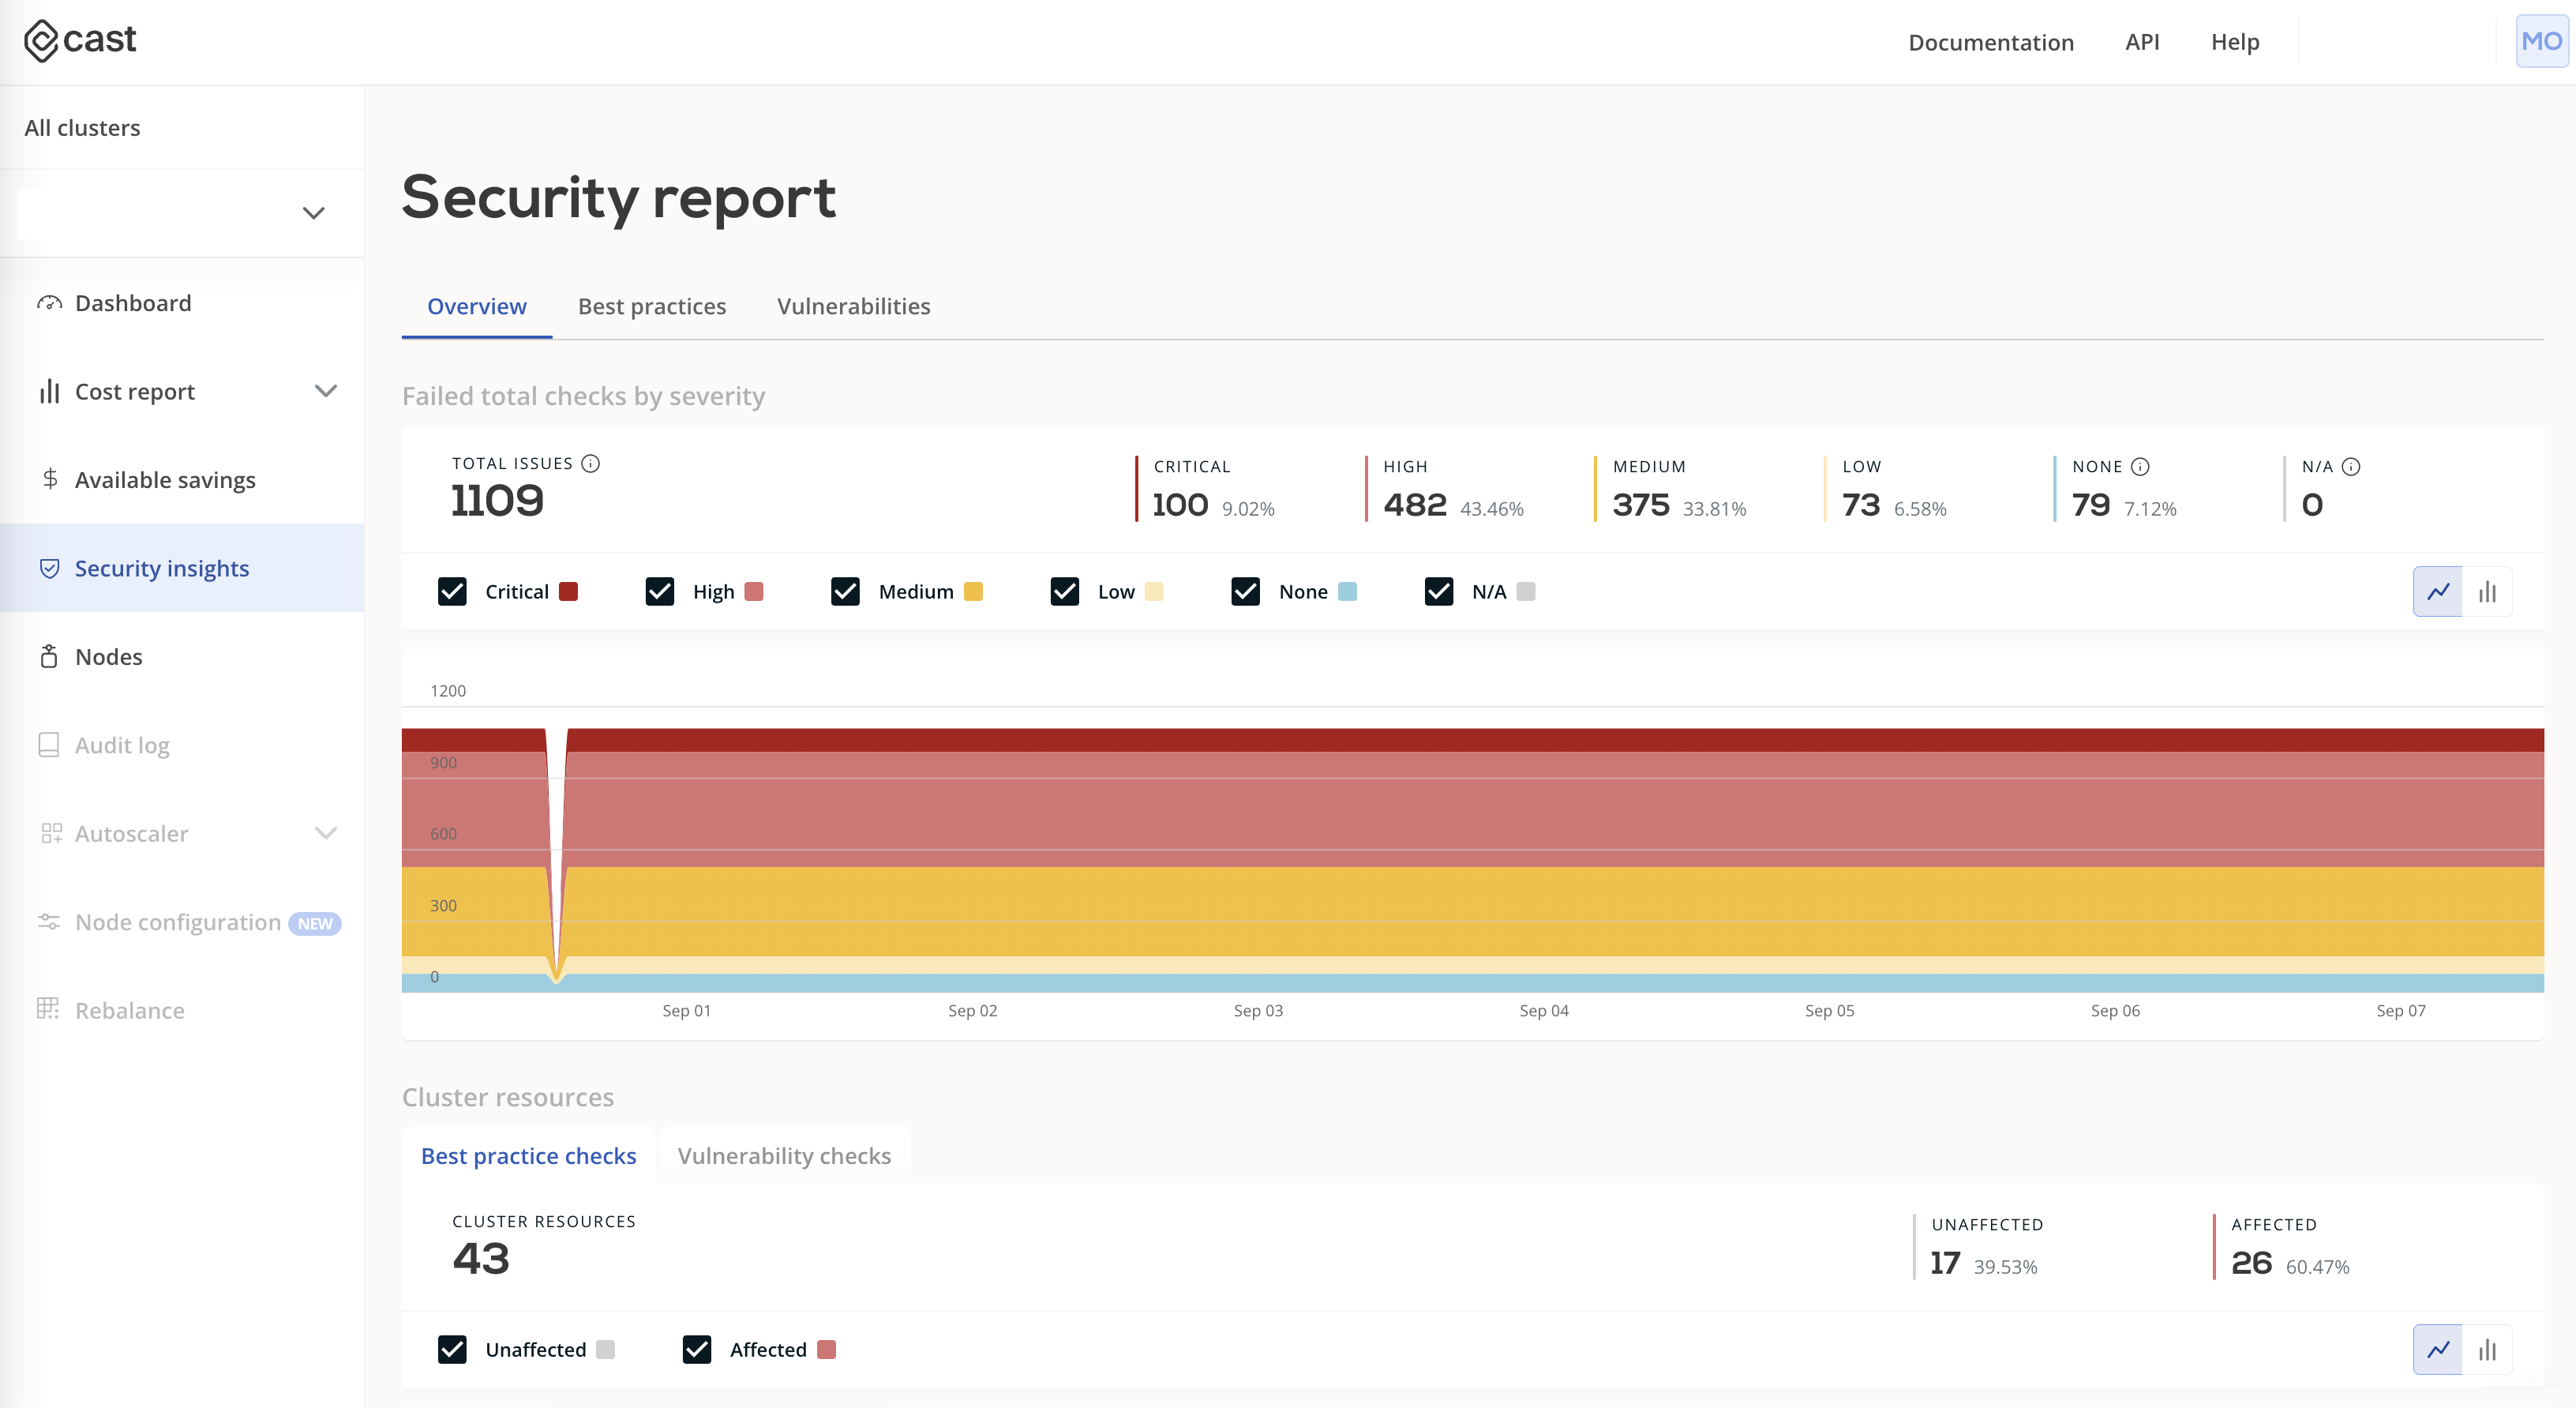 cast
Documentation
API
Help
MO
All clusters
Dashboard
Cost report
Available savings
Security insights
Nodes
Audit log
Autoscaler
Node configuration NEW
Rebalance
Security report
Overview
Best practices
Vulnerabilities
Failed total checks by severity
TOTAL ISSUES
1109
CRITICAL
100 9.02%
HIGH
482 43.46%
MEDIUM
375 33.81%
LOW
73 6.58%
NONE
79 7.12%
N/A
0
Critical
High
Medium
Low
None
N/A
1200
900
600
300
0
Sep 01
Sep 02
Sep 03
Sep 04
Sep 05
Sep 06
Sep 07
Cluster resources
Best practice checks
Vulnerability checks
CLUSTER RESOURCES
43
UNAFFECTED
17 39.53%
AFFECTED
26 60.47%
Unaffected
Affected